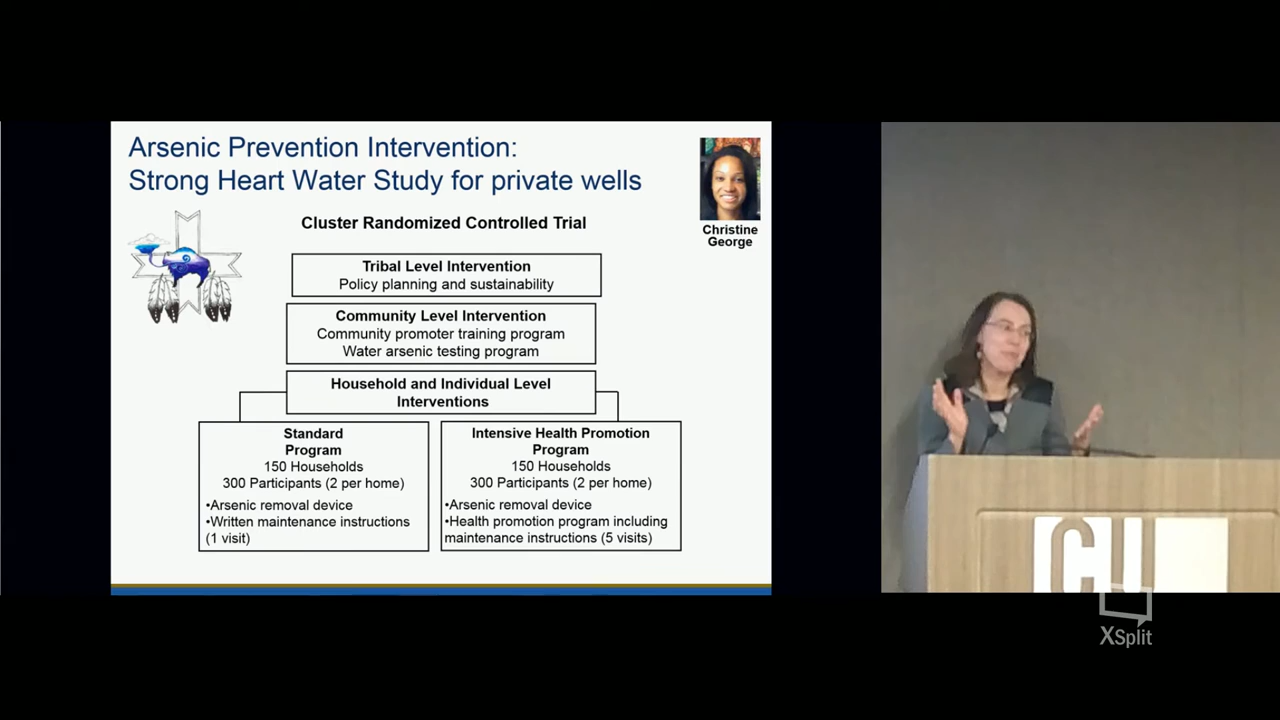 Arsenic Prevention Intervention:
Strong Heart Water Study for private wells
Christine
George
Cluster Randomized Controlled Trial
Tribal Level Intervention
Policy planning and sustainability
Community Level Intervention
Community promoter training program
Water arsenic testing program
Household and Individual Level
Interventions
Standard
Program
150 Households
300 Participants (2 per home)
•Arsenic removal device
•Written maintenance instructions
(1 visit)
Intensive Health Promotion
Program
150 Households
300 Participants (2 per home)
•Arsenic removal device
•Health promotion program including
maintenance instructions (5 visits)
CU
XSplit